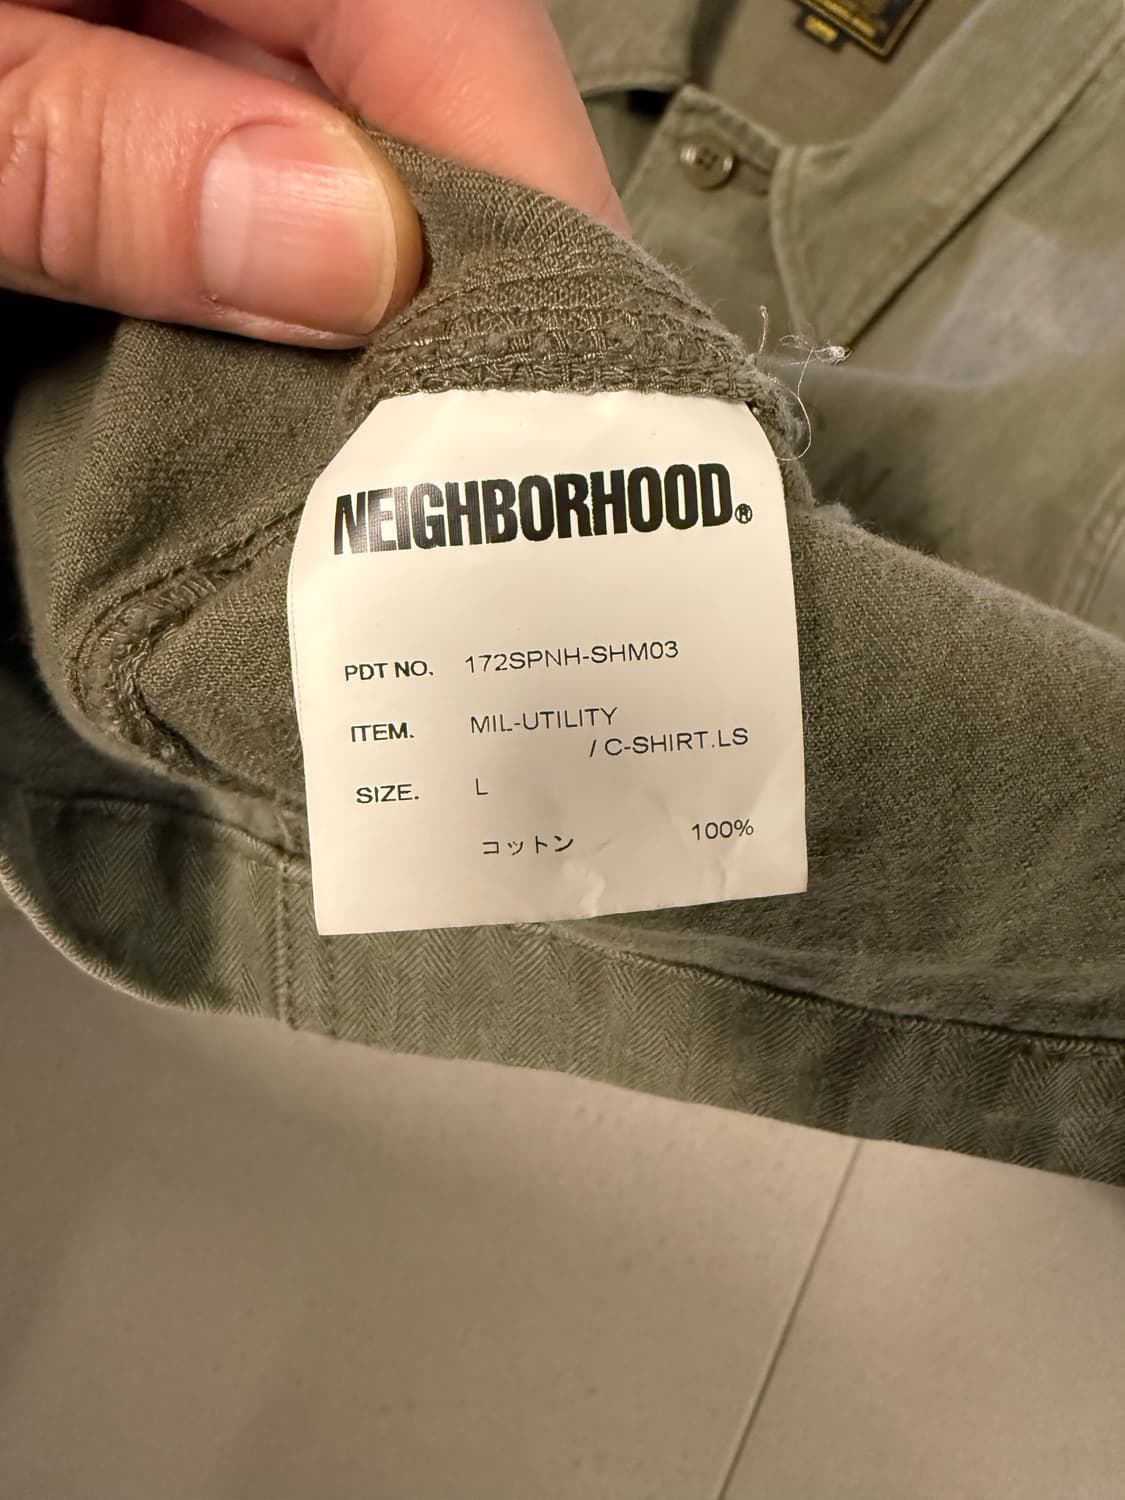 NEIGHBORHOOD®
PDT NO. 172SPNH-SHM03
ITEM. MIL-UTILITY
/ C-SHIRT.LS
SIZE. L
コットン 100%